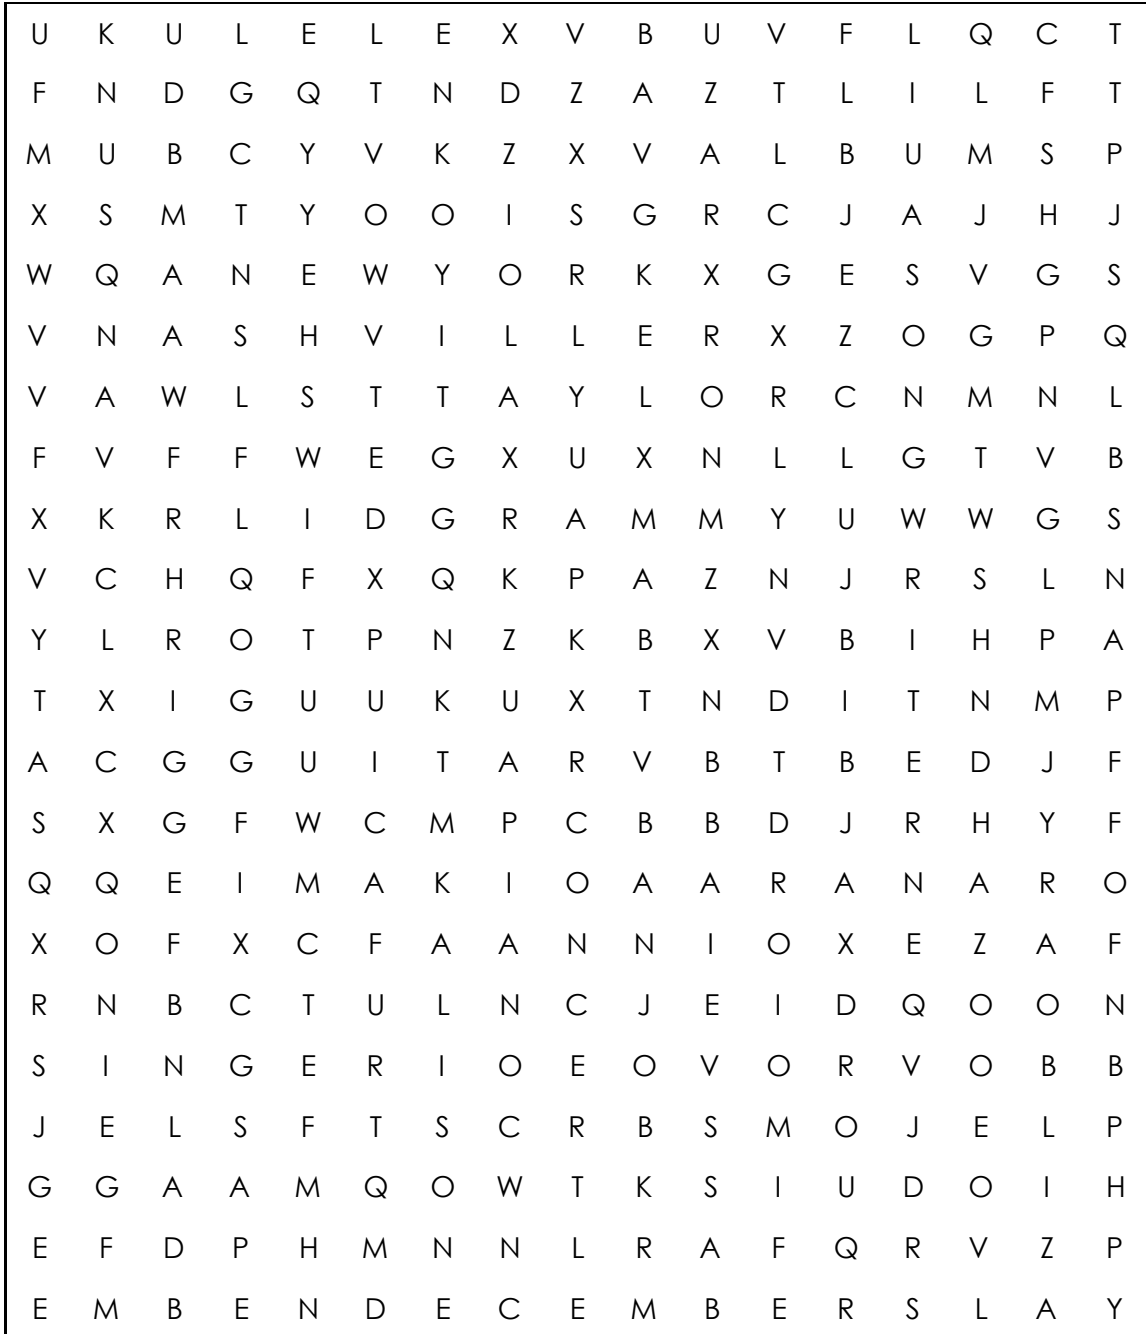 U K U L E L E X V B U V F L Q C T
F N D G Q T N D Z A Z T L I L F T
M U B C Y V K Z X V A L B U M S P
X S M T Y O O I S G R C J A J H J
W Q A N E W Y O R K X G E S V G S
V N A S H V I L L E R X Z O G P Q
V A W L S T T A Y L O R C N M N L
F V F F W E G X U X N L L G T V B
X K R L I D G R A M M Y U W W G S
V C H Q F X Q K P A Z N J R S L N
Y L R O T P N Z K B X V B I H P A
T X I G U U K U X T N D I T N M P
A C G G U I T A R V B T B E D J F
S X G F W C M P C B B D J R H Y F
Q Q E I M A K I O A A R A N A R O
X O F X C F A A N N I O X E Z A F
R N B C T U L N C J E I D Q O O N
S I N G E R I O E O V O R V O B B
J E L S F T S C R B S M O J E L P
G G A A M Q O W T K S I U D O I H
E F D P H M N N L R A F Q R V Z P
E M B E N D E C E M B E R S L A Y